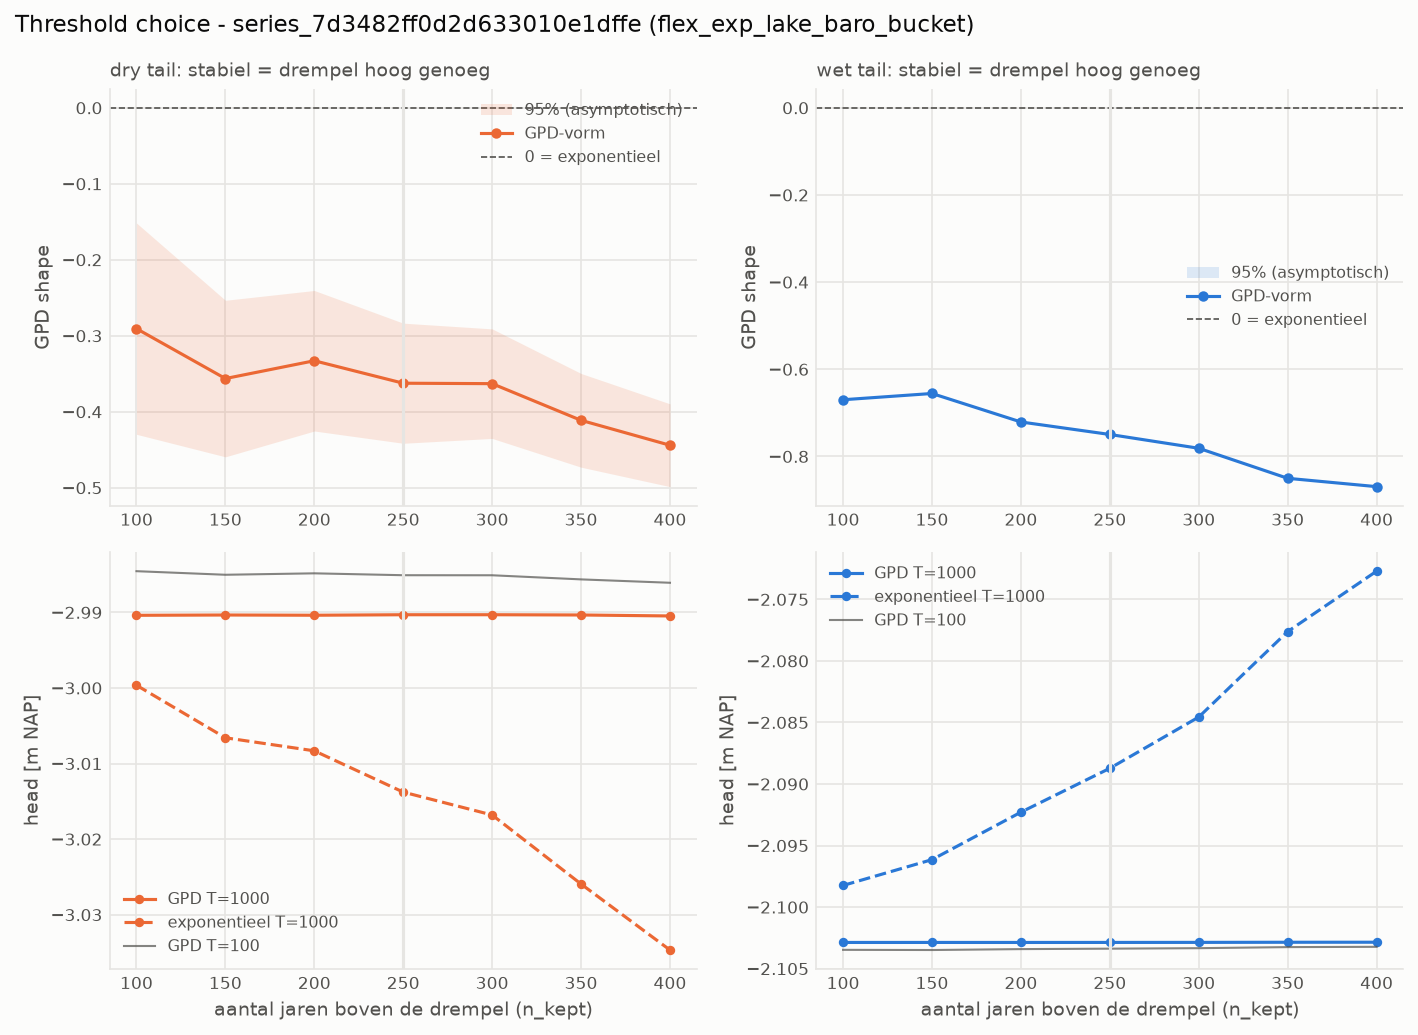 Threshold choice - series_7d3482ff0d2d633010e1dffe (flex_exp_lake_baro_bucket)
dry tail: stabiel = drempel hoog genoeg
0.0
−0.1
−0.2
−0.3
−0.4
−0.5
GPD shape
95% (asymptotisch)
GPD-vorm
0 = exponentieel
100 150 200 250 300 350 400
wet tail: stabiel = drempel hoog genoeg
0.0
−0.2
−0.4
−0.6
−0.8
GPD shape
95% (asymptotisch)
GPD-vorm
0 = exponentieel
100 150 200 250 300 350 400
−2.99
−3.00
−3.01
−3.02
−3.03
head [m NAP]
GPD T=1000
exponentieel T=1000
GPD T=100
100 150 200 250 300 350 400
aantal jaren boven de drempel (n_kept)
−2.075
−2.080
−2.085
−2.090
−2.095
−2.100
−2.105
head [m NAP]
GPD T=1000
exponentieel T=1000
GPD T=100
100 150 200 250 300 350 400
aantal jaren boven de drempel (n_kept)